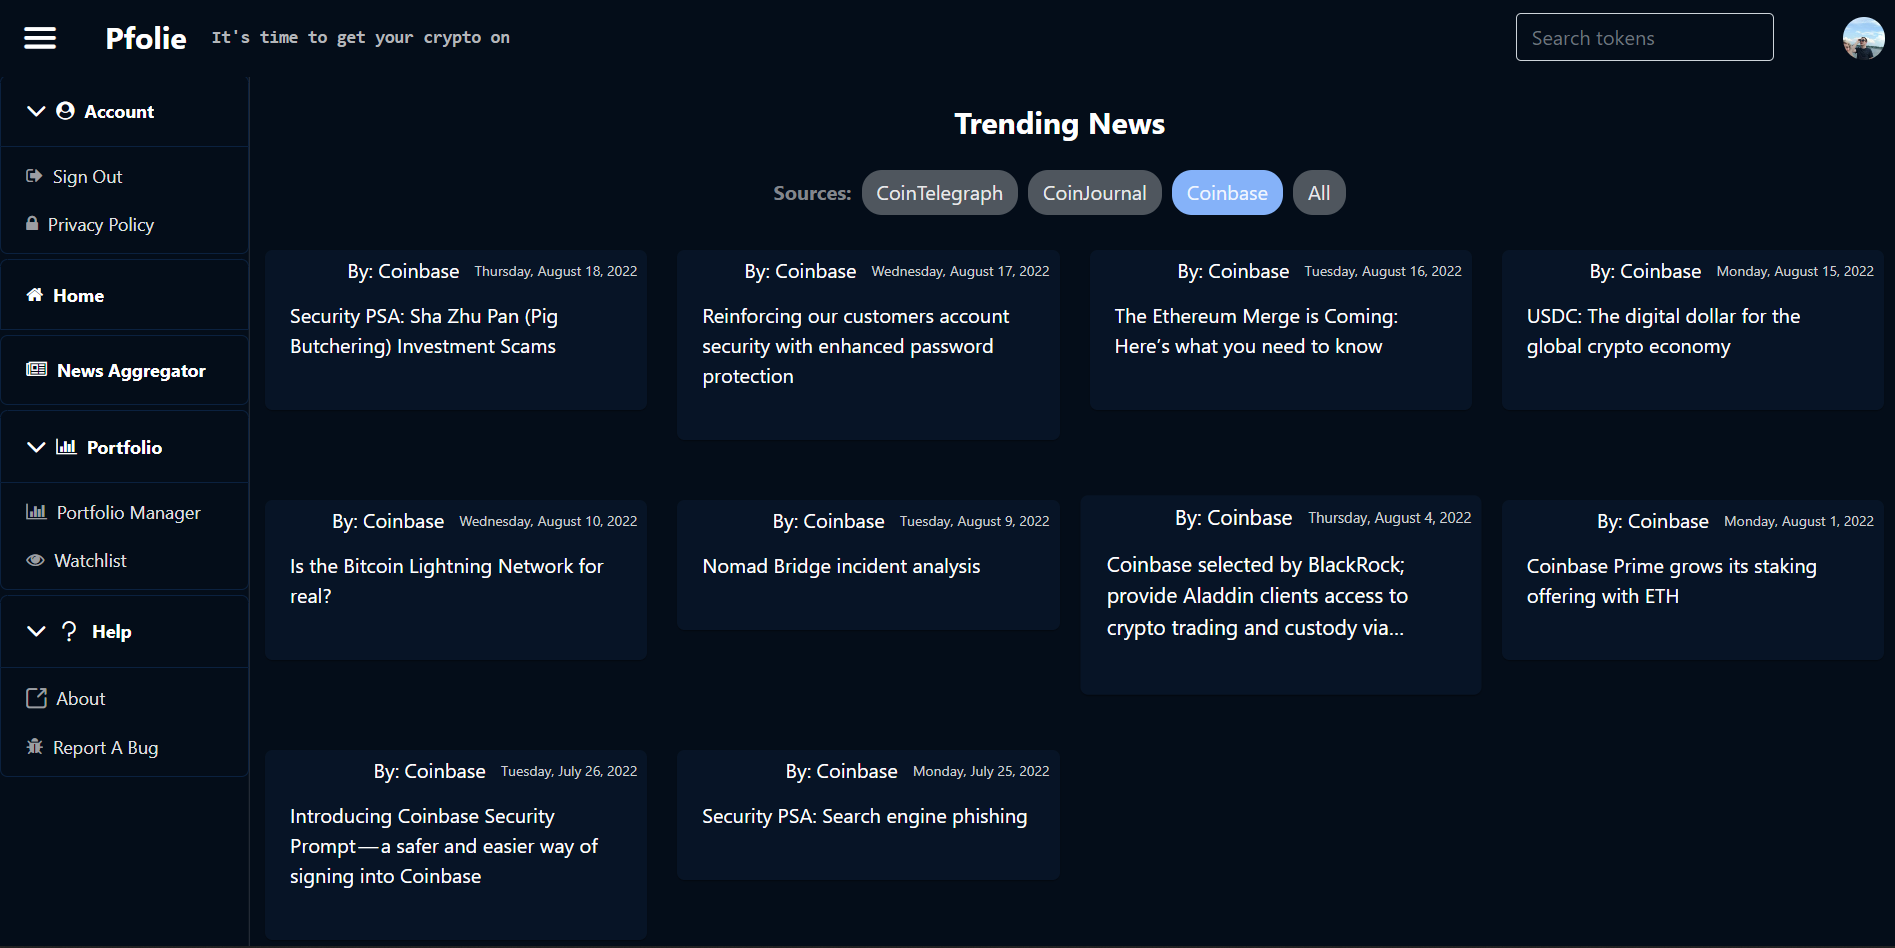 Pfolie
It's time to get your crypto on
Search tokens
Account
Sign Out
Privacy Policy
Home
News Aggregator
Portfolio
Portfolio Manager
Watchlist
Help
About
Report A Bug
Trending News
Sources: CoinTelegraph CoinJournal Coinbase All
By: Coinbase Thursday, August 18, 2022
Security PSA: Sha Zhu Pan (Pig
Butchering) Investment Scams
By: Coinbase Wednesday, August 17, 2022
Reinforcing our customers account
security with enhanced password
protection
By: Coinbase Tuesday, August 16, 2022
The Ethereum Merge is Coming:
Here’s what you need to know
By: Coinbase Monday, August 15, 2022
USDC: The digital dollar for the
global crypto economy
By: Coinbase Wednesday, August 10, 2022
Is the Bitcoin Lightning Network for
real?
By: Coinbase Tuesday, August 9, 2022
Nomad Bridge incident analysis
By: Coinbase Thursday, August 4, 2022
Coinbase selected by BlackRock;
provide Aladdin clients access to
crypto trading and custody via...
By: Coinbase Monday, August 1, 2022
Coinbase Prime grows its staking
offering with ETH
By: Coinbase Tuesday, July 26, 2022
Introducing Coinbase Security
Prompt — a safer and easier way of
signing into Coinbase
By: Coinbase Monday, July 25, 2022
Security PSA: Search engine phishing